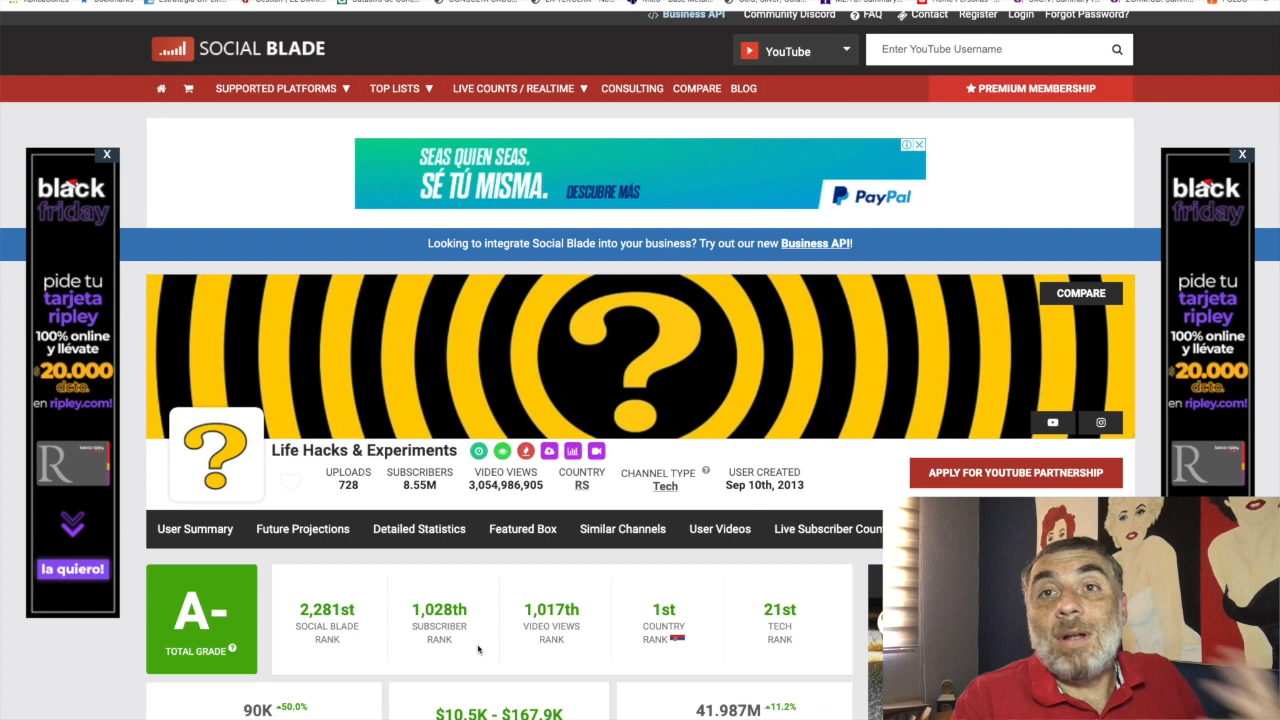 Business API
Community Discord
FAQ
Contact
Register
Login
Forgot Password?
SOCIAL BLADE
YouTube
Enter YouTube Username
SUPPORTED PLATFORMS ▼
TOP LISTS ▼
LIVE COUNTS / REALTIME ▼
CONSULTING
COMPARE
BLOG
★ PREMIUM MEMBERSHIP
SEAS QUIEN SEAS.
SÉ TÚ MISMA.
DESCUBRE MÁS
PayPal
X
black
friday
pide tu
tarjeta
ripley
100% online
y llévate
$20.000
dcto.
en ripley.com!
R
la quiero!
X
black
friday
pide tu
tarjeta
ripley
100% online
y llévate
$20.000
dcto.
en ripley.com!
R
Looking to integrate Social Blade into your business? Try out our new Business API!
COMPARE
?
?
Life Hacks & Experiments
UPLOADS
728
SUBSCRIBERS
8.55M
VIDEO VIEWS
3,054,986,905
COUNTRY
RS
CHANNEL TYPE ?
Tech
USER CREATED
Sep 10th, 2013
APPLY FOR YOUTUBE PARTNERSHIP
User Summary
Future Projections
Detailed Statistics
Featured Box
Similar Channels
User Videos
Live Subscriber Coun
A-
TOTAL GRADE ?
2,281st
SOCIAL BLADE
RANK
1,028th
SUBSCRIBER
RANK
1,017th
VIDEO VIEWS
RANK
1st
COUNTRY
RANK
21st
TECH
RANK
90K
50.0%
$10.5K - $167.9K
41.987M
11.2%